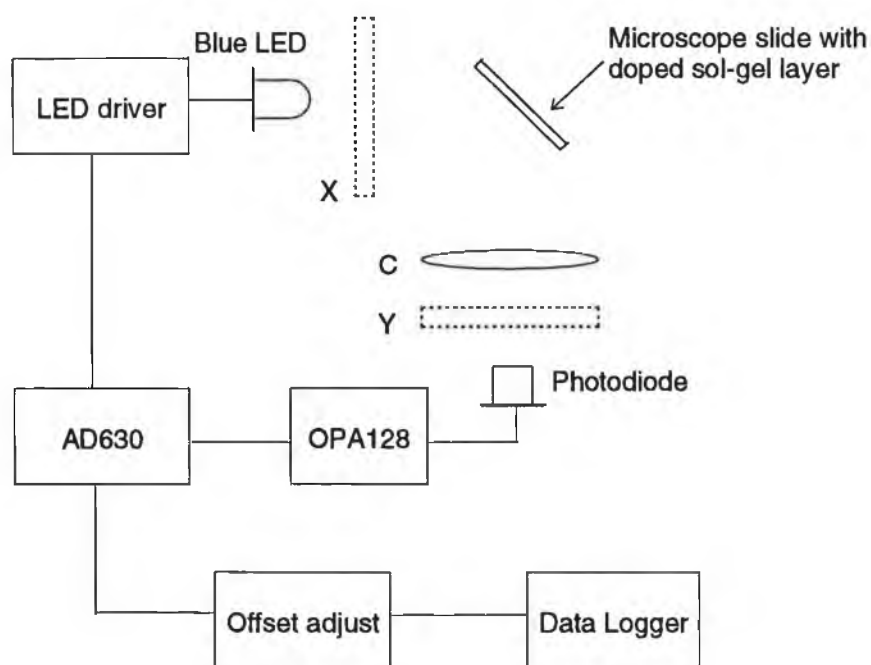 Blue LED
Microscope slide with
doped sol-gel layer
LED driver
X
C
Y
Photodiode
AD630
OPA128
Offset adjust
Data Logger